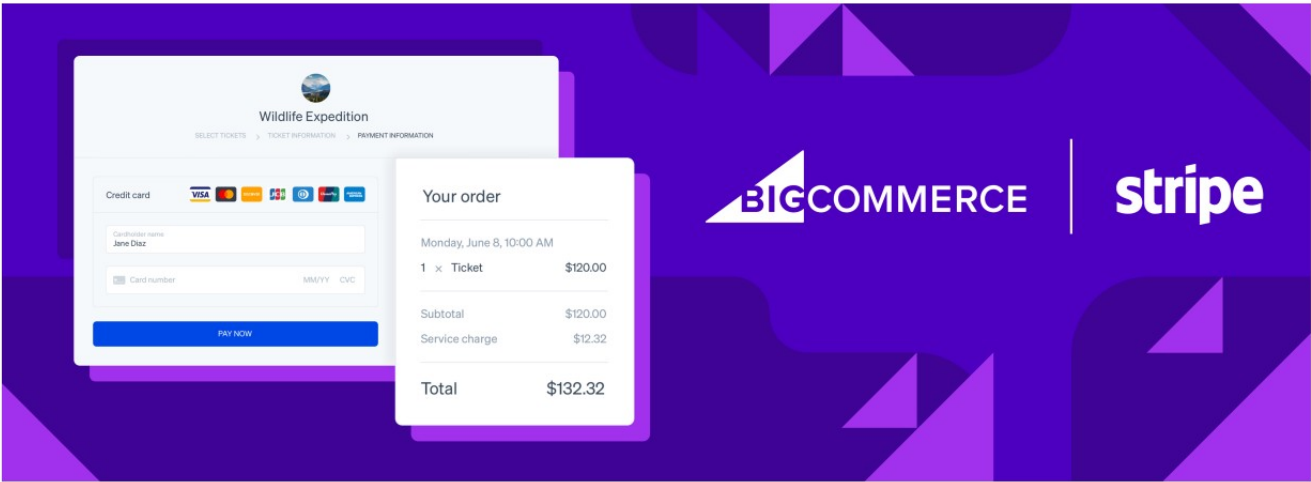 Wildlife Expedition
SELECT TICKETS > TICKET INFORMATION > PAYMENT INFORMATION
Credit card VISA
Cardholder name
Jane Diaz
Card number MM/YY CVC
PAY NOW
Your order
Monday, June 8, 10:00 AM
1 × Ticket $120.00
Subtotal $120.00
Service charge $12.32
Total $132.32
BIGCOMMERCE
stripe